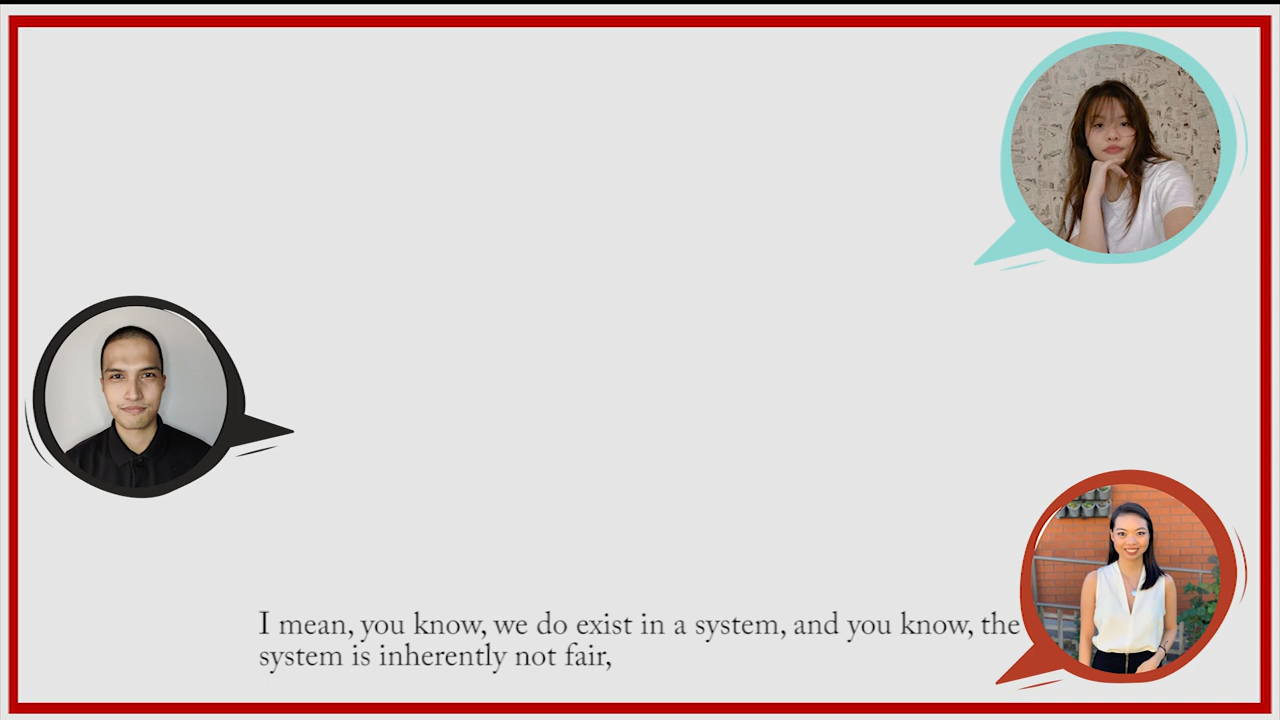 I mean, you know, we do exist in a system, and you know, the
system is inherently not fair,